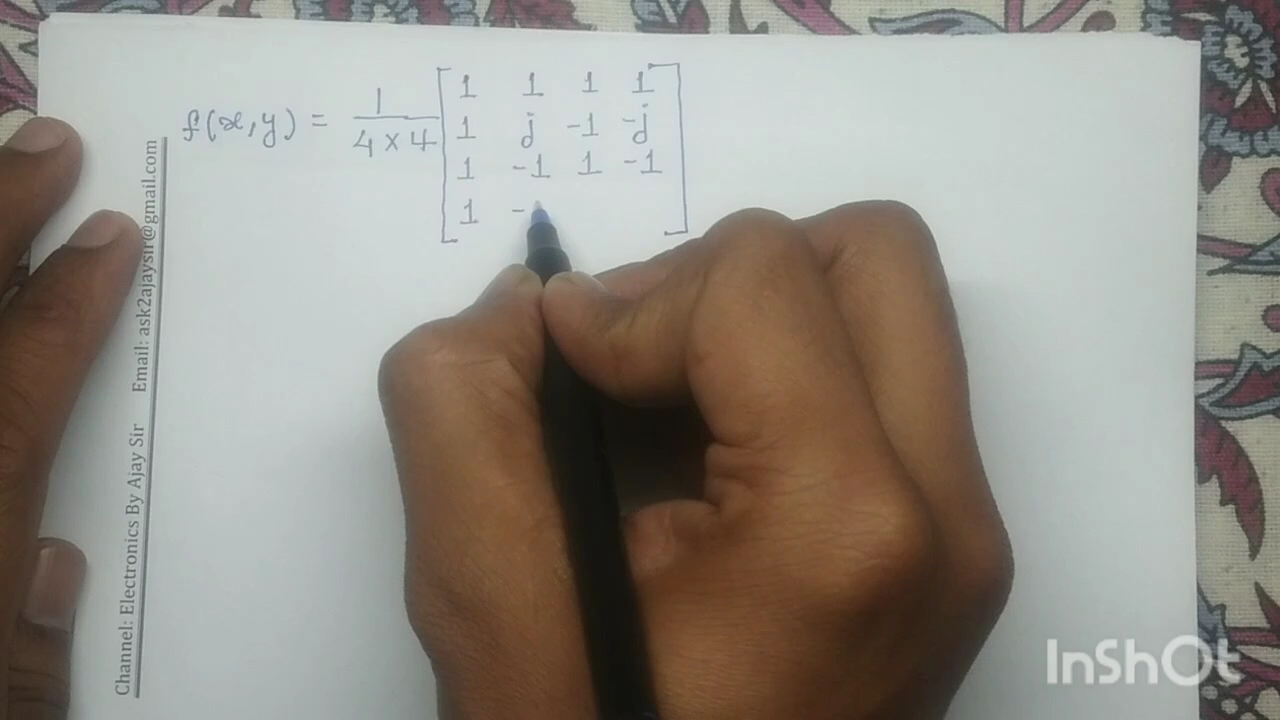 f(x,y) = 1/4×4 [
1 1 1 1
1 j -1 -j
1 -1 1 -1
1 -
]
Channel: Electronics By Ajay Sir Email: ask2ajaysir@gmail.com
InShOt